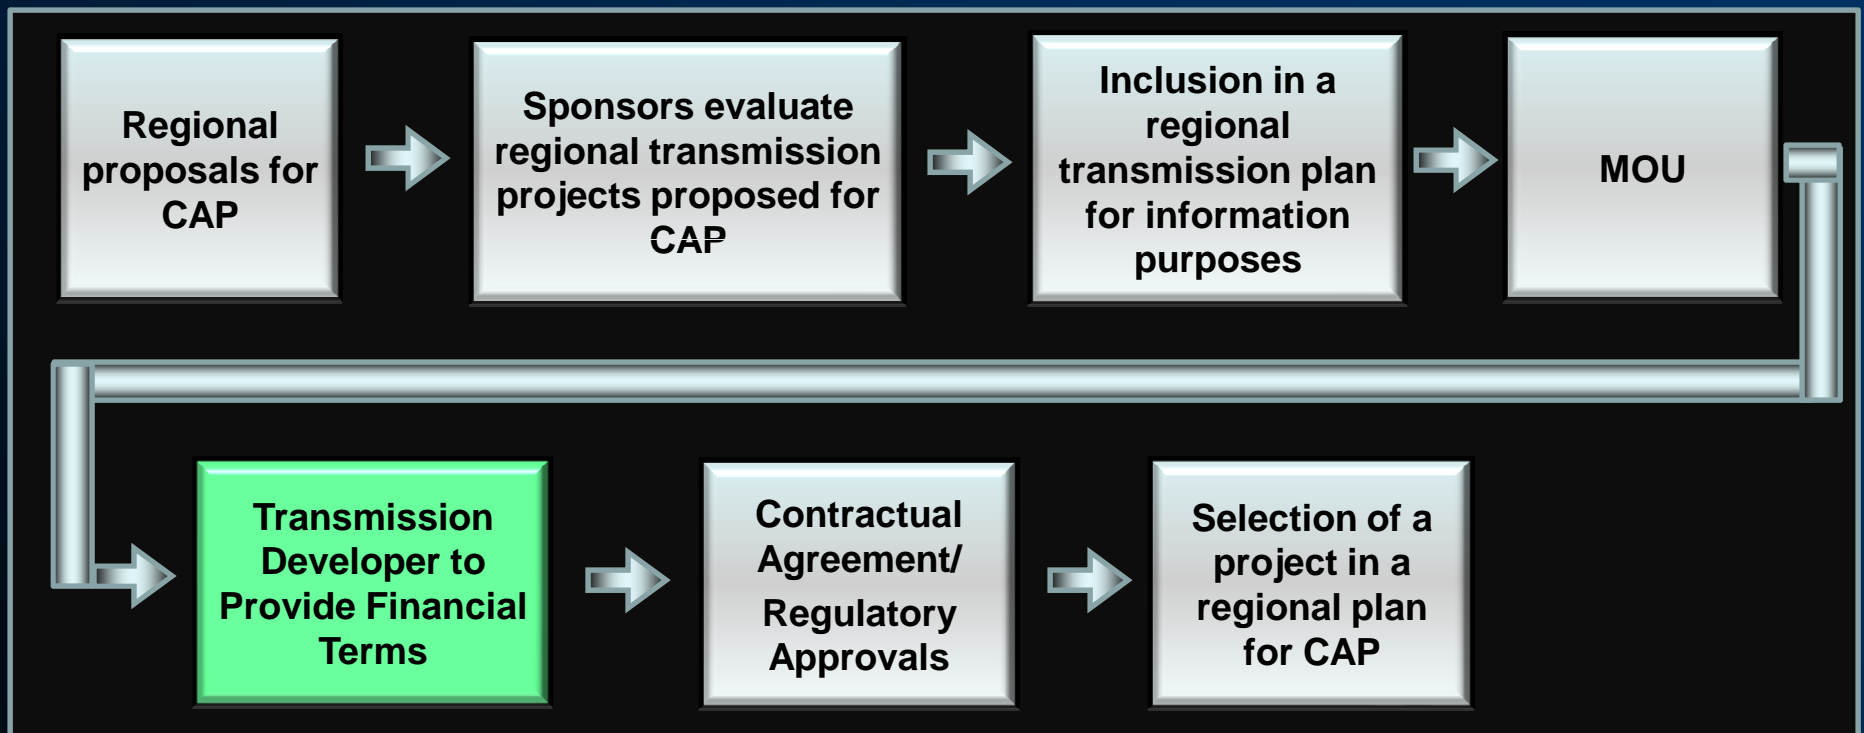 Regional
proposals for
CAP
Sponsors evaluate
regional transmission
projects proposed for
CAP
Inclusion in a
regional
transmission plan
for information
purposes
MOU
Transmission
Developer to
Provide Financial
Terms
Contractual
Agreement/
Regulatory
Approvals
Selection of a
project in a
regional plan
for CAP